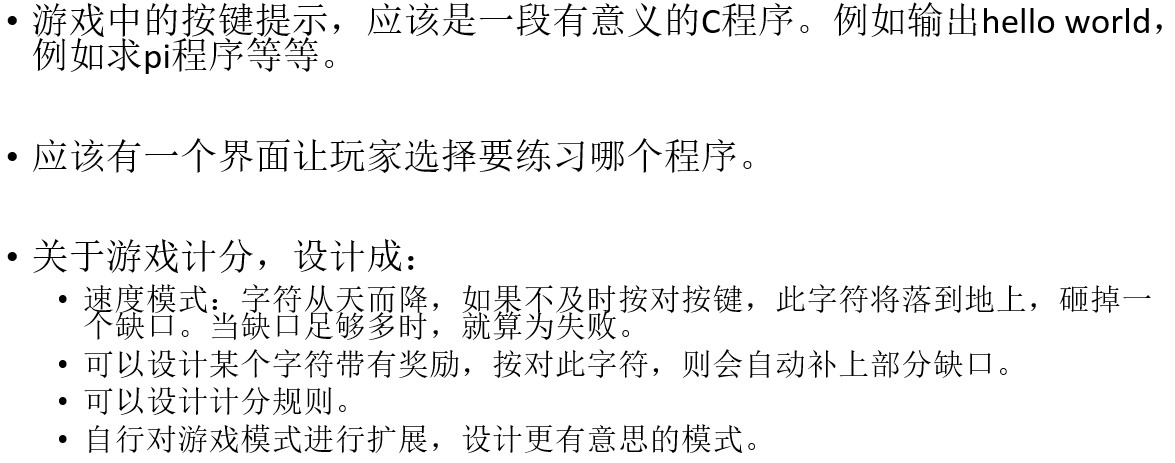 • 游戏中的按键提示，应该是一段有意义的C程序。例如输出hello world，
例如求pi程序等等。
• 应该有一个界面让玩家选择要练习哪个程序。
• 关于游戏计分，设计成：
• 速度模式：字符从天而降，如果不及时按对按键，此字符将落到地上，砸掉一
个缺口。当缺口足够多时，就算为失败。
• 可以设计某个字符带有奖励，按对此字符，则会自动补上部分缺口。
• 可以设计计分规则。
• 自行对游戏模式进行扩展，设计更有意思的模式。